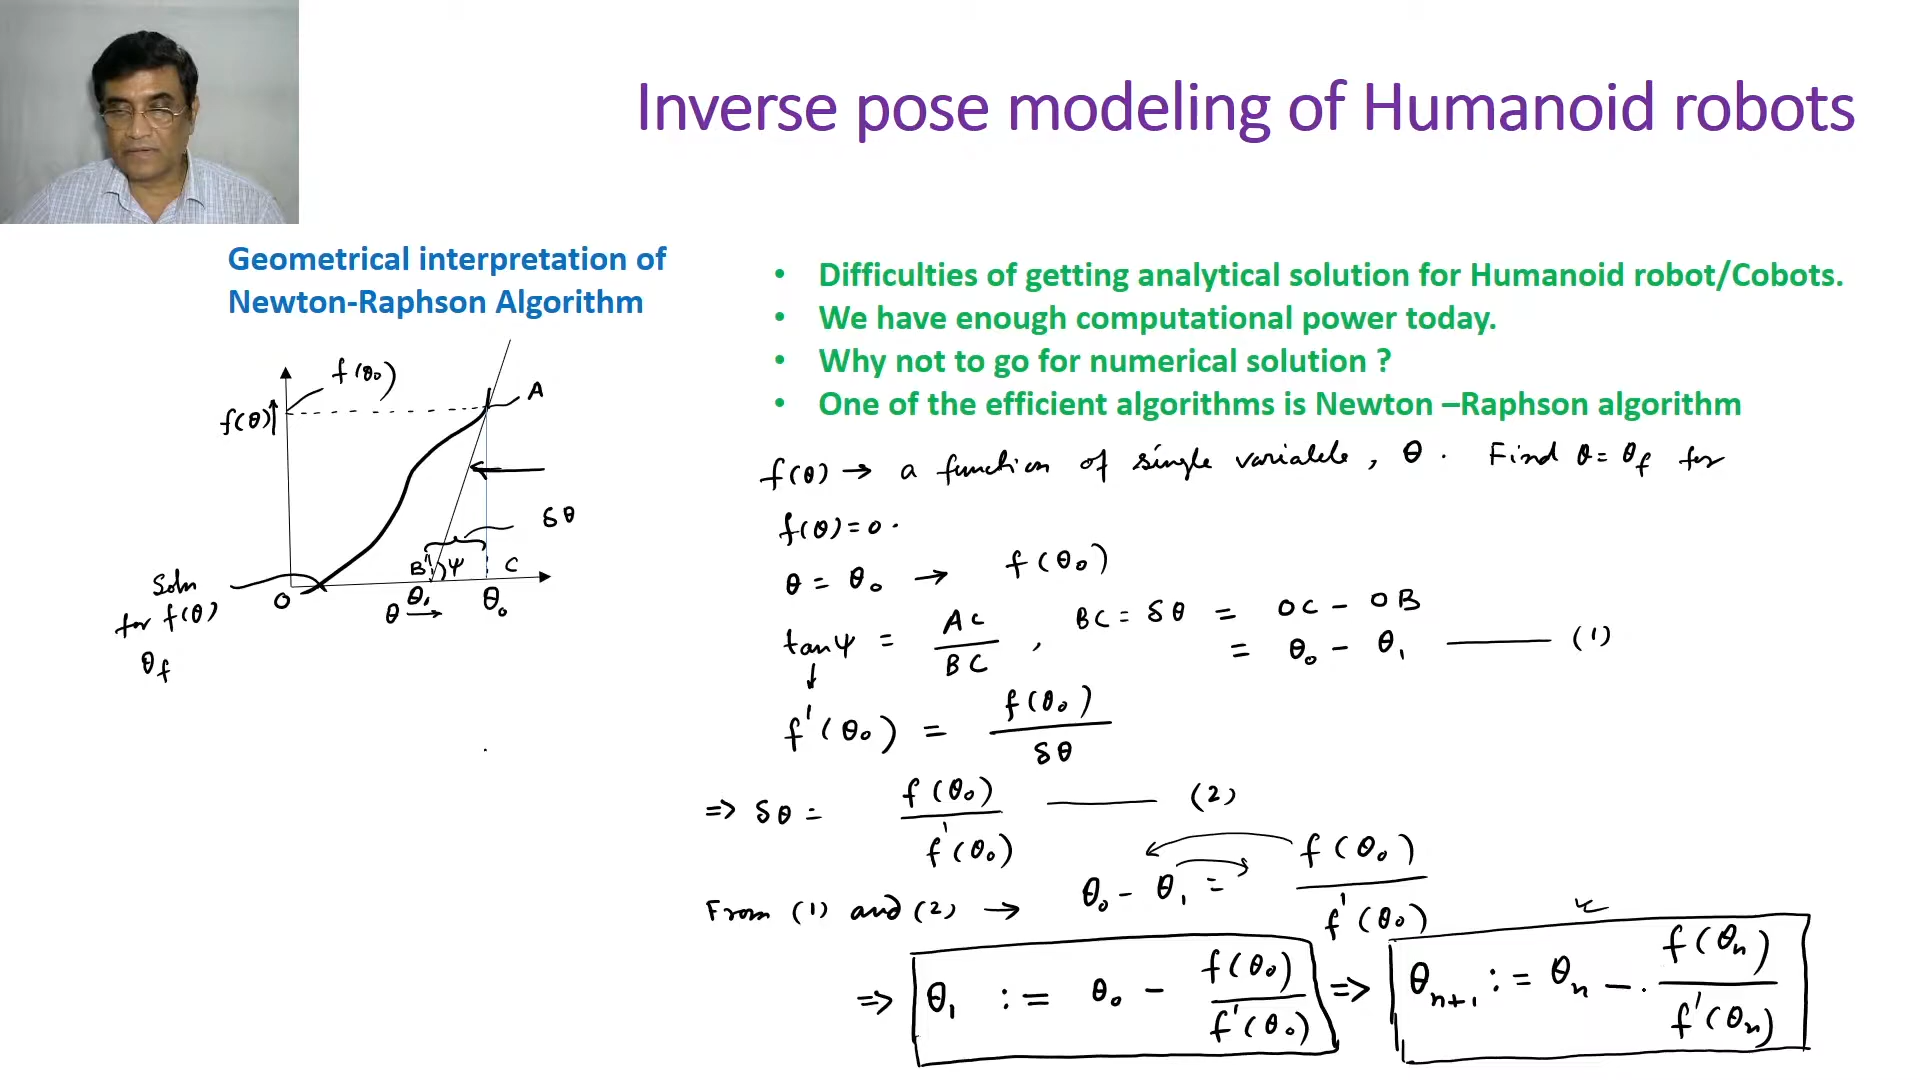 Inverse pose modeling of Humanoid robots
Geometrical interpretation of
Newton-Raphson Algorithm
f(θ₀)
f(θ)
A
δθ
B
ψ
C
O
θ₁
θ₀
θ
Soln
for f(θ)
θf
• Difficulties of getting analytical solution for Humanoid robot/Cobots.
• We have enough computational power today.
• Why not to go for numerical solution ?
• One of the efficient algorithms is Newton –Raphson algorithm
f(θ) → a function of single variable, θ. Find θ = θf for
f(θ) = 0.
θ = θ₀ → f(θ₀)
tanψ = AC/BC , BC = δθ = OC - OB
= θ₀ - θ₁ —— (1)
↓
f'(θ₀) = f(θ₀)/δθ
=> δθ = f(θ₀)/f'(θ₀) —— (2)
From (1) and (2) → θ₀ - θ₁ = f(θ₀)/f'(θ₀)
=> θ₁ := θ₀ - f(θ₀)/f'(θ₀) => θₙ₊₁ := θₙ - . f(θₙ)/f'(θₙ)